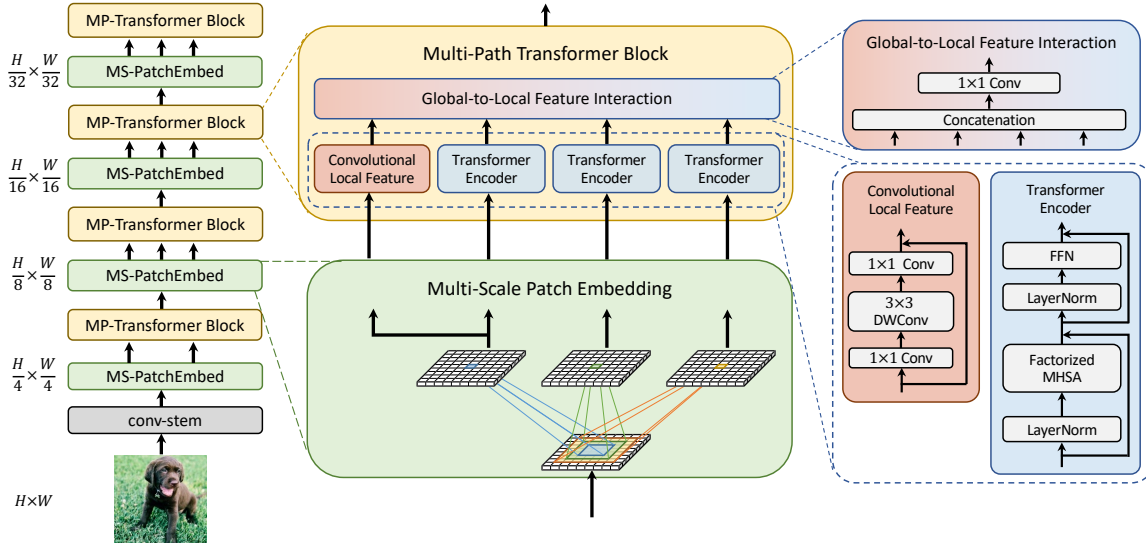 MP-Transformer Block
H/32 × W/32
MS-PatchEmbed
MP-Transformer Block
H/16 × W/16
MS-PatchEmbed
MP-Transformer Block
H/8 × W/8
MS-PatchEmbed
MP-Transformer Block
H/4 × W/4
MS-PatchEmbed
conv-stem
H×W
Multi-Path Transformer Block
Global-to-Local Feature Interaction
Convolutional
Local Feature
Transformer
Encoder
Transformer
Encoder
Transformer
Encoder
Multi-Scale Patch Embedding
Global-to-Local Feature Interaction
1×1 Conv
Concatenation
Convolutional
Local Feature
1×1 Conv
3×3
DWConv
1×1 Conv
Transformer
Encoder
FFN
LayerNorm
Factorized
MHSA
LayerNorm